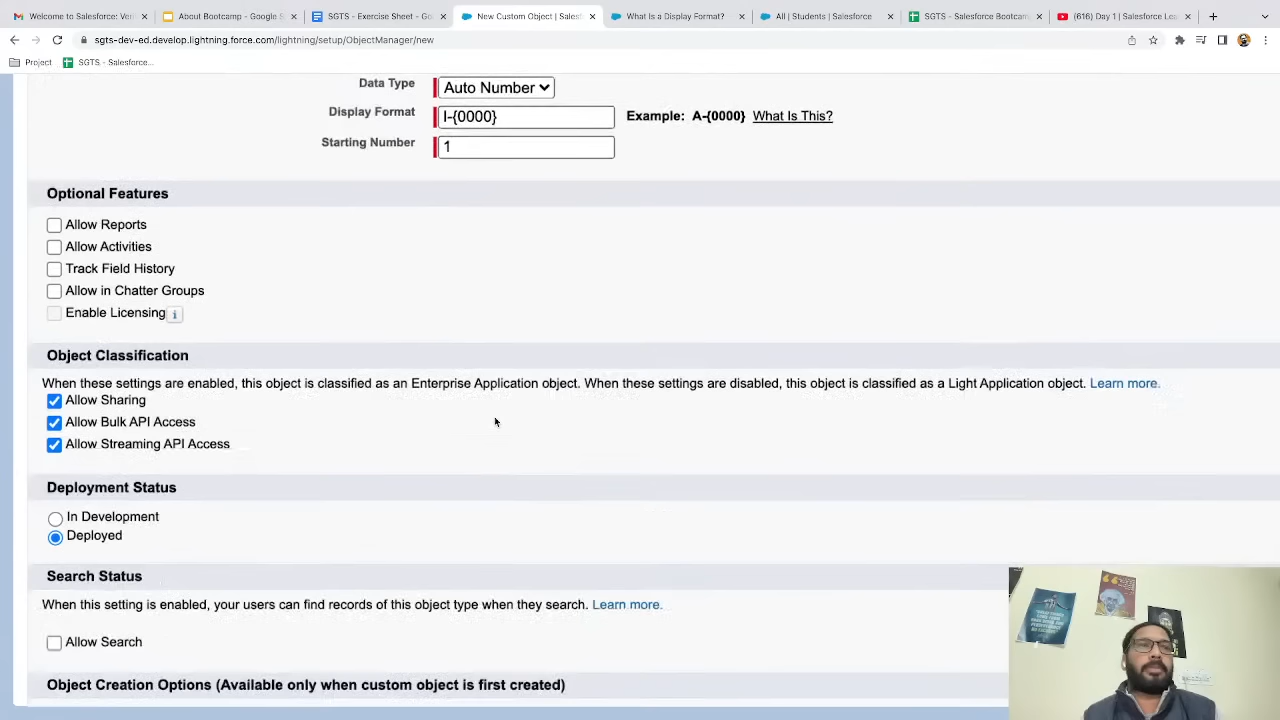 Welcome to Salesforce: Veri
About Bootcamp - Google S
SGTS - Exercise Sheet - Go
New Custom Object | Sales
What Is a Display Format?
All | Students | Salesforce
SGTS - Salesforce Bootcam
(616) Day 1 | Salesforce Lea
sgts-dev-ed.develop.lightning.force.com/lightning/setup/ObjectManager/new
Project
SGTS - Salesforce...
Data Type
Auto Number
Display Format
I-{0000}
Example: A-{0000} What Is This?
Starting Number
1
Optional Features
Allow Reports
Allow Activities
Track Field History
Allow in Chatter Groups
Enable Licensing
i
Object Classification
When these settings are enabled, this object is classified as an Enterprise Application object. When these settings are disabled, this object is classified as a Light Application object. Learn more.
Allow Sharing
Allow Bulk API Access
Allow Streaming API Access
Deployment Status
In Development
Deployed
Search Status
When this setting is enabled, your users can find records of this object type when they search. Learn more.
Allow Search
Object Creation Options (Available only when custom object is first created)